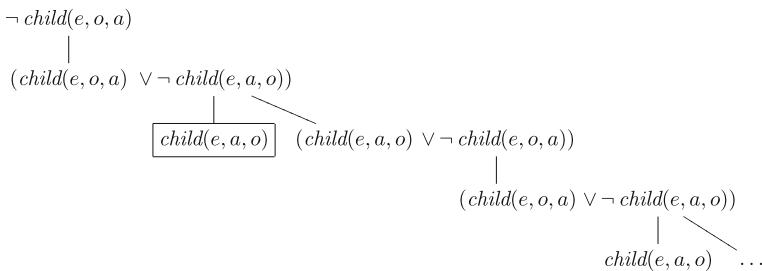 ¬ child(e, o, a)
(child(e, o, a) ∨ ¬ child(e, a, o))
child(e, a, o) (child(e, a, o) ∨ ¬ child(e, o, a))
(child(e, o, a) ∨ ¬ child(e, a, o))
child(e, a, o) ...